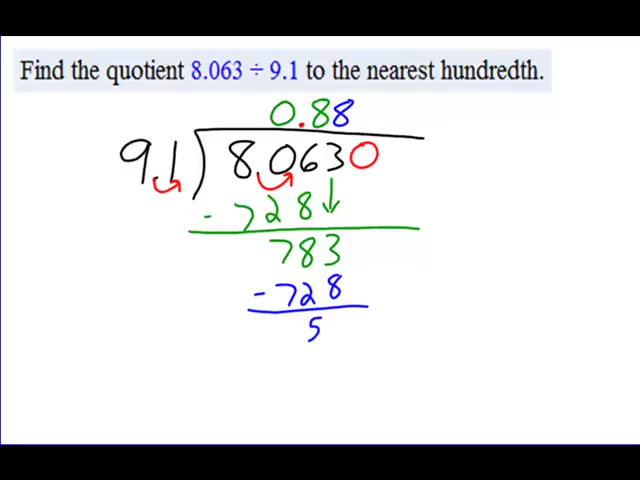 Find the quotient 8.063 ÷ 9.1 to the nearest hundredth.
0.88
9.1 ) 8.0630
- 728
783
- 728
5